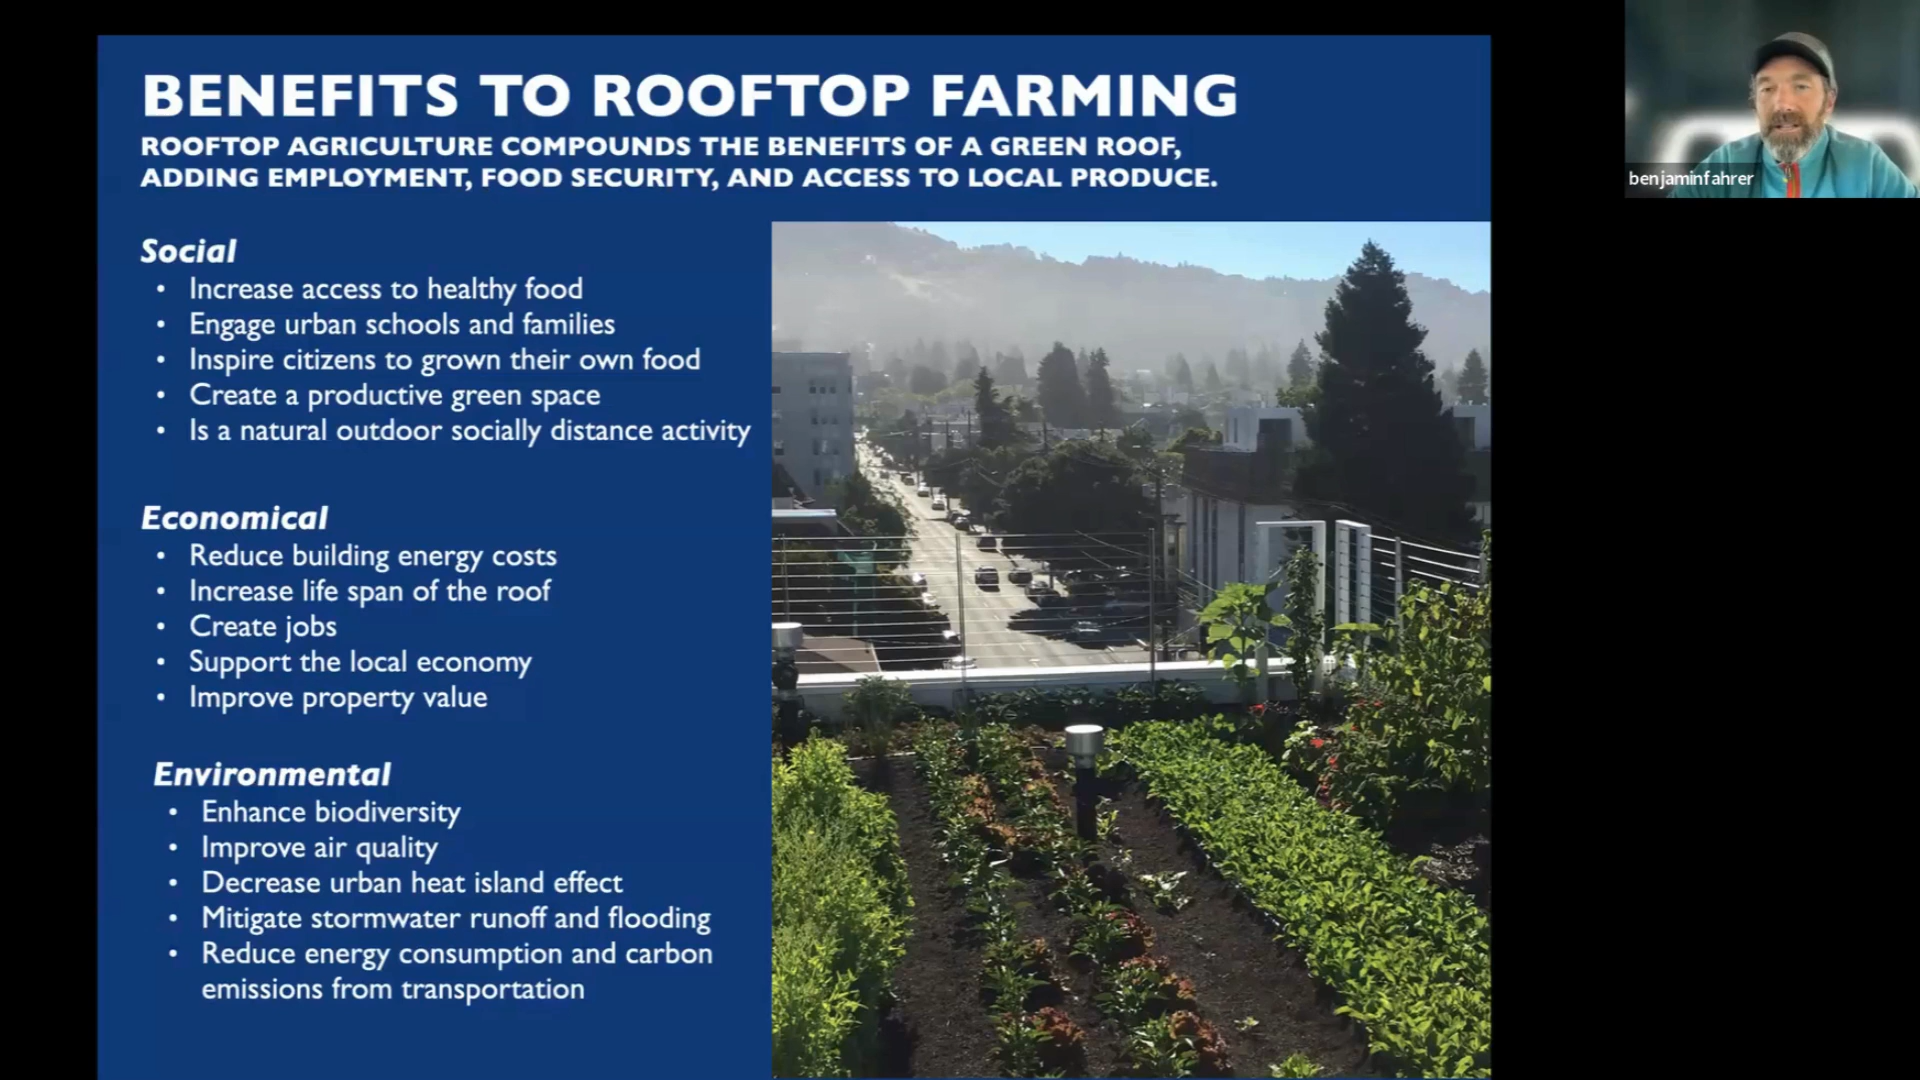 BENEFITS TO ROOFTOP FARMING
ROOFTOP AGRICULTURE COMPOUNDS THE BENEFITS OF A GREEN ROOF,
ADDING EMPLOYMENT, FOOD SECURITY, AND ACCESS TO LOCAL PRODUCE.
Social
• Increase access to healthy food
• Engage urban schools and families
• Inspire citizens to grown their own food
• Create a productive green space
• Is a natural outdoor socially distance activity
Economical
• Reduce building energy costs
• Increase life span of the roof
• Create jobs
• Support the local economy
• Improve property value
Environmental
• Enhance biodiversity
• Improve air quality
• Decrease urban heat island effect
• Mitigate stormwater runoff and flooding
• Reduce energy consumption and carbon
emissions from transportation
benjaminfahrer